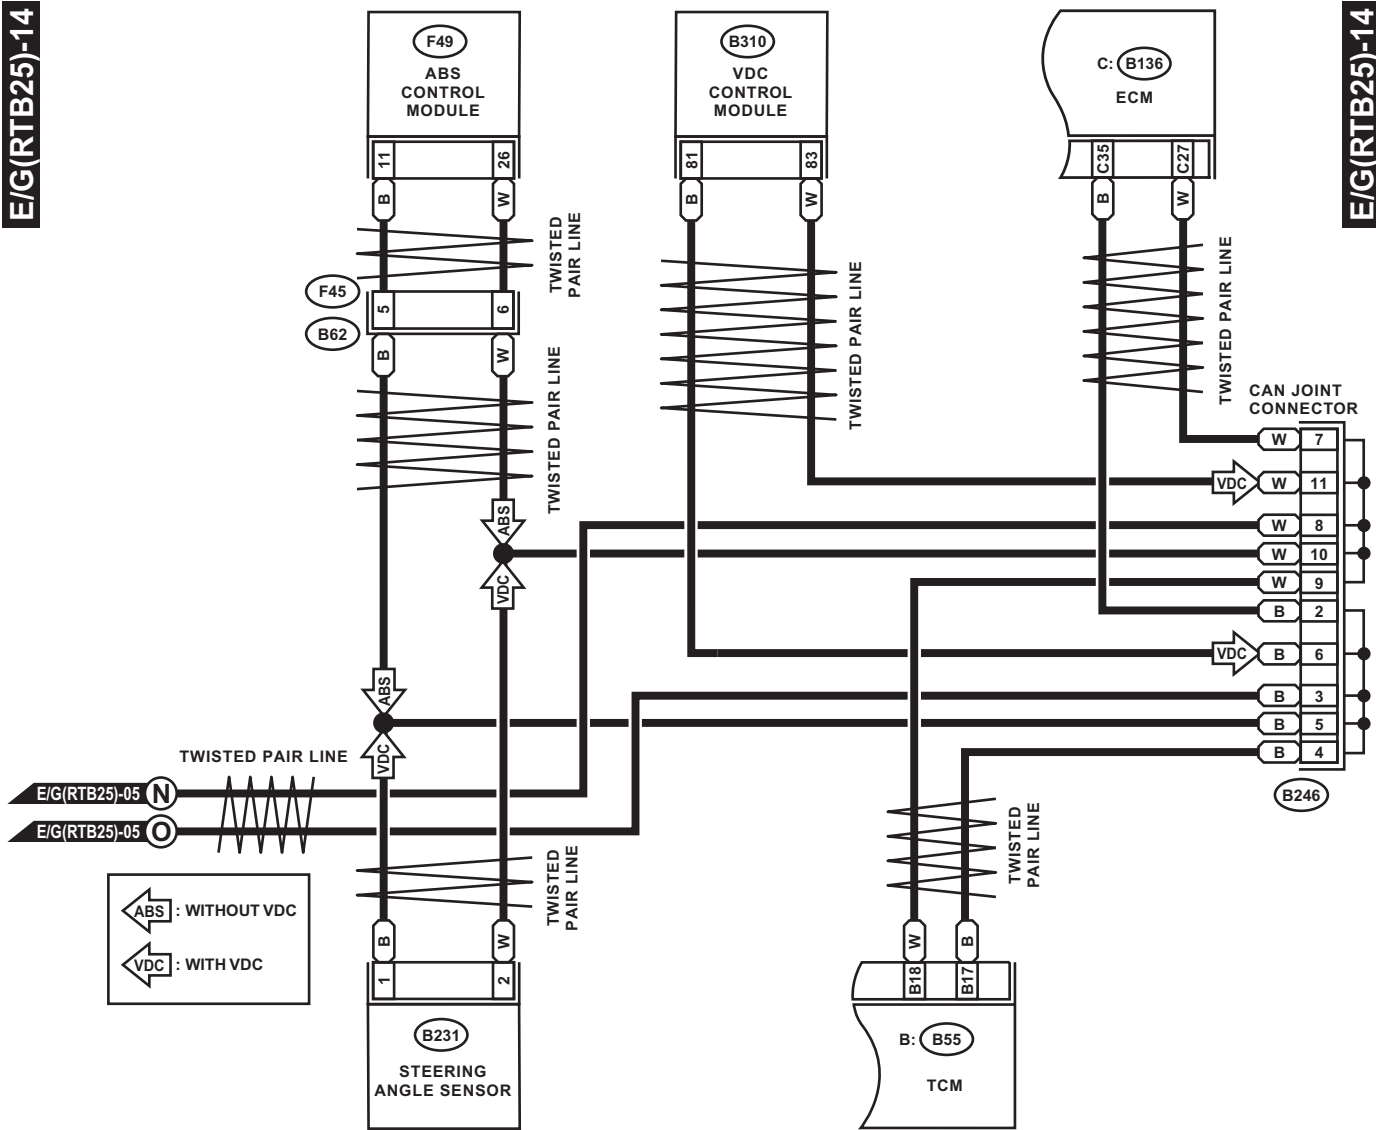 E/G(RTB25)-14
E/G(RTB25)-14
F49
ABS
CONTROL
MODULE
B310
VDC
CONTROL
MODULE
C: B136
ECM
11
26
81
83
C35
C27
B
W
B
W
B
W
TWISTED
PAIR LINE
TWISTED PAIR LINE
TWISTED PAIR LINE
F45
B62
5
6
B
W
TWISTED PAIR LINE
CAN JOINT
CONNECTOR
W 7
VDC W 11
W 8
W 10
W 9
B 2
VDC B 6
B 3
B 5
B 4
B246
ABS
VDC
ABS
VDC
TWISTED PAIR LINE
E/G(RTB25)-05 N
E/G(RTB25)-05 O
TWISTED
PAIR LINE
TWISTED
PAIR LINE
ABS : WITHOUT VDC
VDC : WITH VDC
B
W
W
B
1
2
B18
B17
B231
STEERING
ANGLE SENSOR
B: B55
TCM